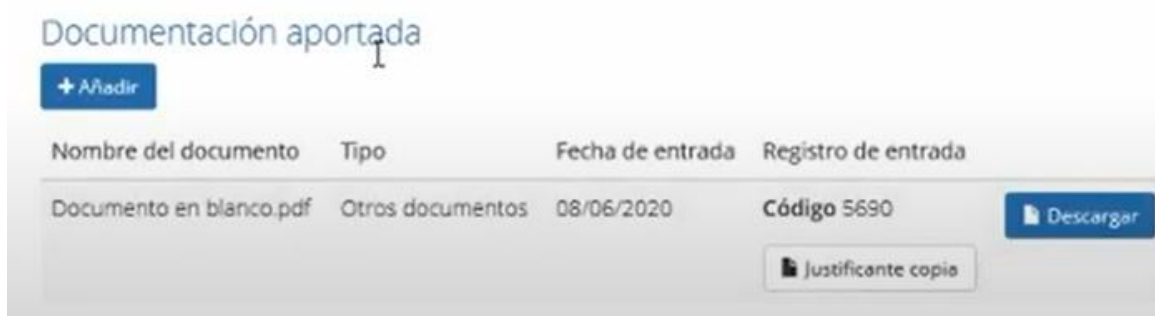 Documentación aportada
+ Añadir
Nombre del documento Tipo Fecha de entrada Registro de entrada
Documento en blanco.pdf Otros documentos 08/06/2020 Código 5690 Descargar
Justificante copia